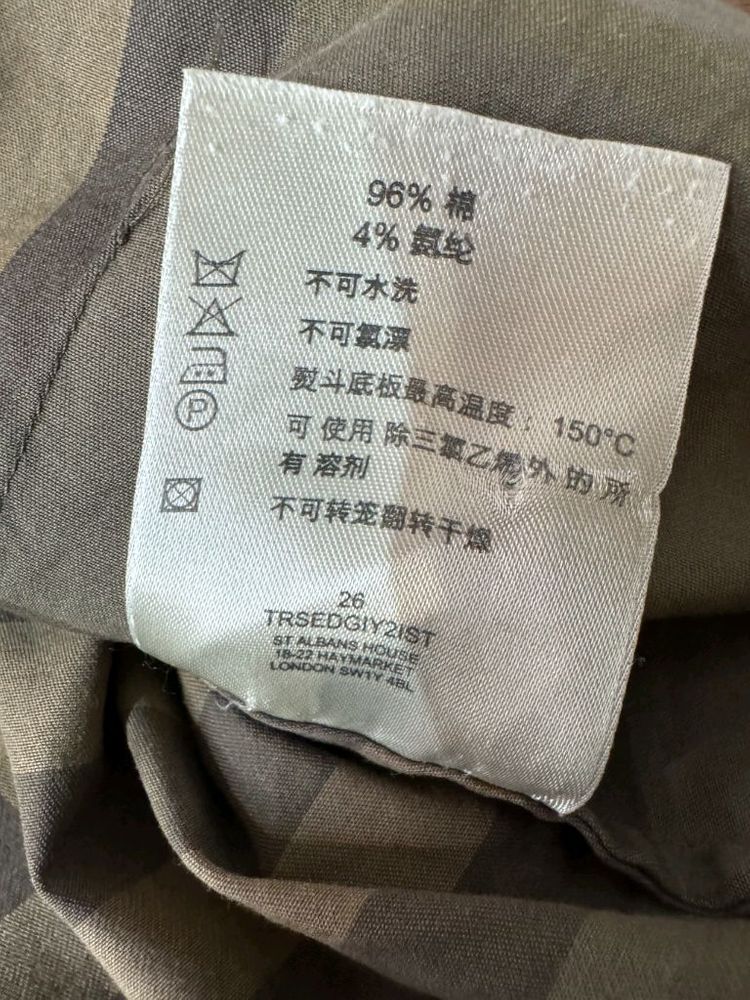 96% 棉
4% 氨纶
不可水洗
不可氯漂
熨斗底板最高温度：150°C
P
可 使用 除三氯乙烯外 的 所
有 溶剂
不可转笼翻转干燥
26
TRSEDGIY2IST
ST ALBANS HOUSE
18-22 HAYMARKET
LONDON SW1Y 4BL